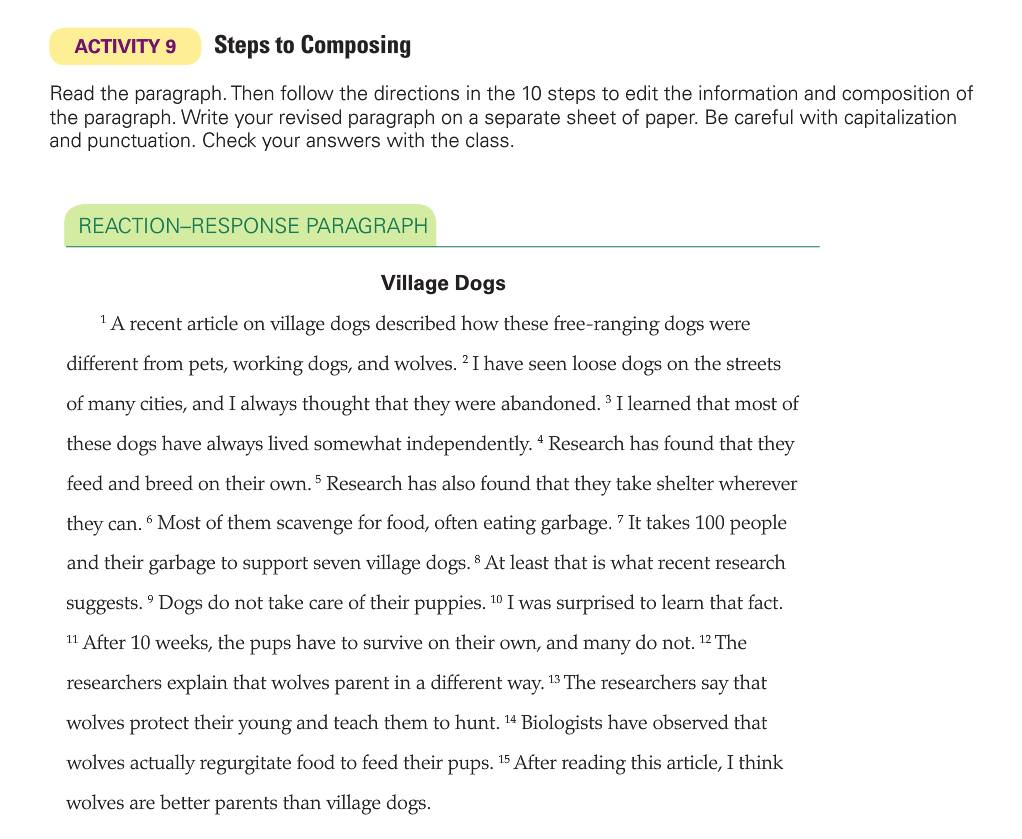 ACTIVITY 9 Steps to Composing
Read the paragraph. Then follow the directions in the 10 steps to edit the information and composition of
the paragraph. Write your revised paragraph on a separate sheet of paper. Be careful with capitalization
and punctuation. Check your answers with the class.
REACTION–RESPONSE PARAGRAPH
Village Dogs
¹ A recent article on village dogs described how these free-ranging dogs were
different from pets, working dogs, and wolves. ² I have seen loose dogs on the streets
of many cities, and I always thought that they were abandoned. ³ I learned that most of
these dogs have always lived somewhat independently. ⁴ Research has found that they
feed and breed on their own. ⁵ Research has also found that they take shelter wherever
they can. ⁶ Most of them scavenge for food, often eating garbage. ⁷ It takes 100 people
and their garbage to support seven village dogs. ⁸ At least that is what recent research
suggests. ⁹ Dogs do not take care of their puppies. ¹⁰ I was surprised to learn that fact.
¹¹ After 10 weeks, the pups have to survive on their own, and many do not. ¹² The
researchers explain that wolves parent in a different way. ¹³ The researchers say that
wolves protect their young and teach them to hunt. ¹⁴ Biologists have observed that
wolves actually regurgitate food to feed their pups. ¹⁵ After reading this article, I think
wolves are better parents than village dogs.